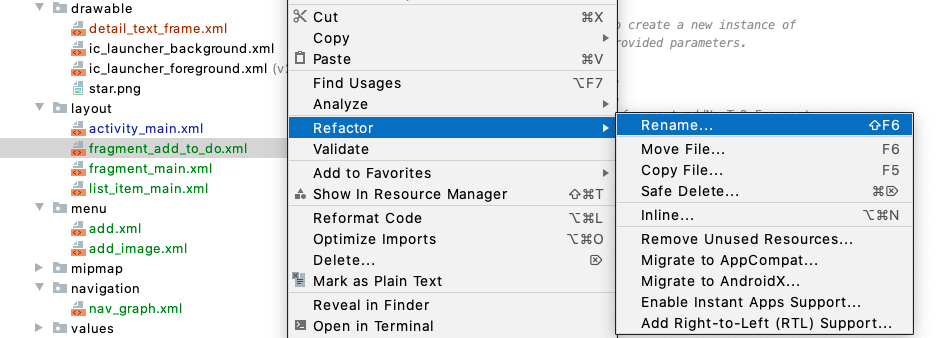 drawable
detail_text_frame.xml
ic_launcher_background.xml
ic_launcher_foreground.xml (v
star.png
layout
activity_main.xml
fragment_add_to_do.xml
fragment_main.xml
list_item_main.xml
menu
add.xml
add_image.xml
mipmap
navigation
nav_graph.xml
values
Cut ⌘X
Copy
Paste ⌘V
Find Usages ⌥F7
Analyze
Refactor
Validate
Add to Favorites
Show In Resource Manager ⇧⌘T
Reformat Code ⌥⌘L
Optimize Imports ⌥⌘O
Delete... ⌦
Mark as Plain Text
Reveal in Finder
Open in Terminal
to create a new instance of
rovided parameters.
Rename... ⇧F6
Move File... F6
Copy File... F5
Safe Delete... ⌘⌦
Inline... ⌥⌘N
Remove Unused Resources...
Migrate to AppCompat...
Migrate to AndroidX...
Enable Instant Apps Support...
Add Right-to-Left (RTL) Support...